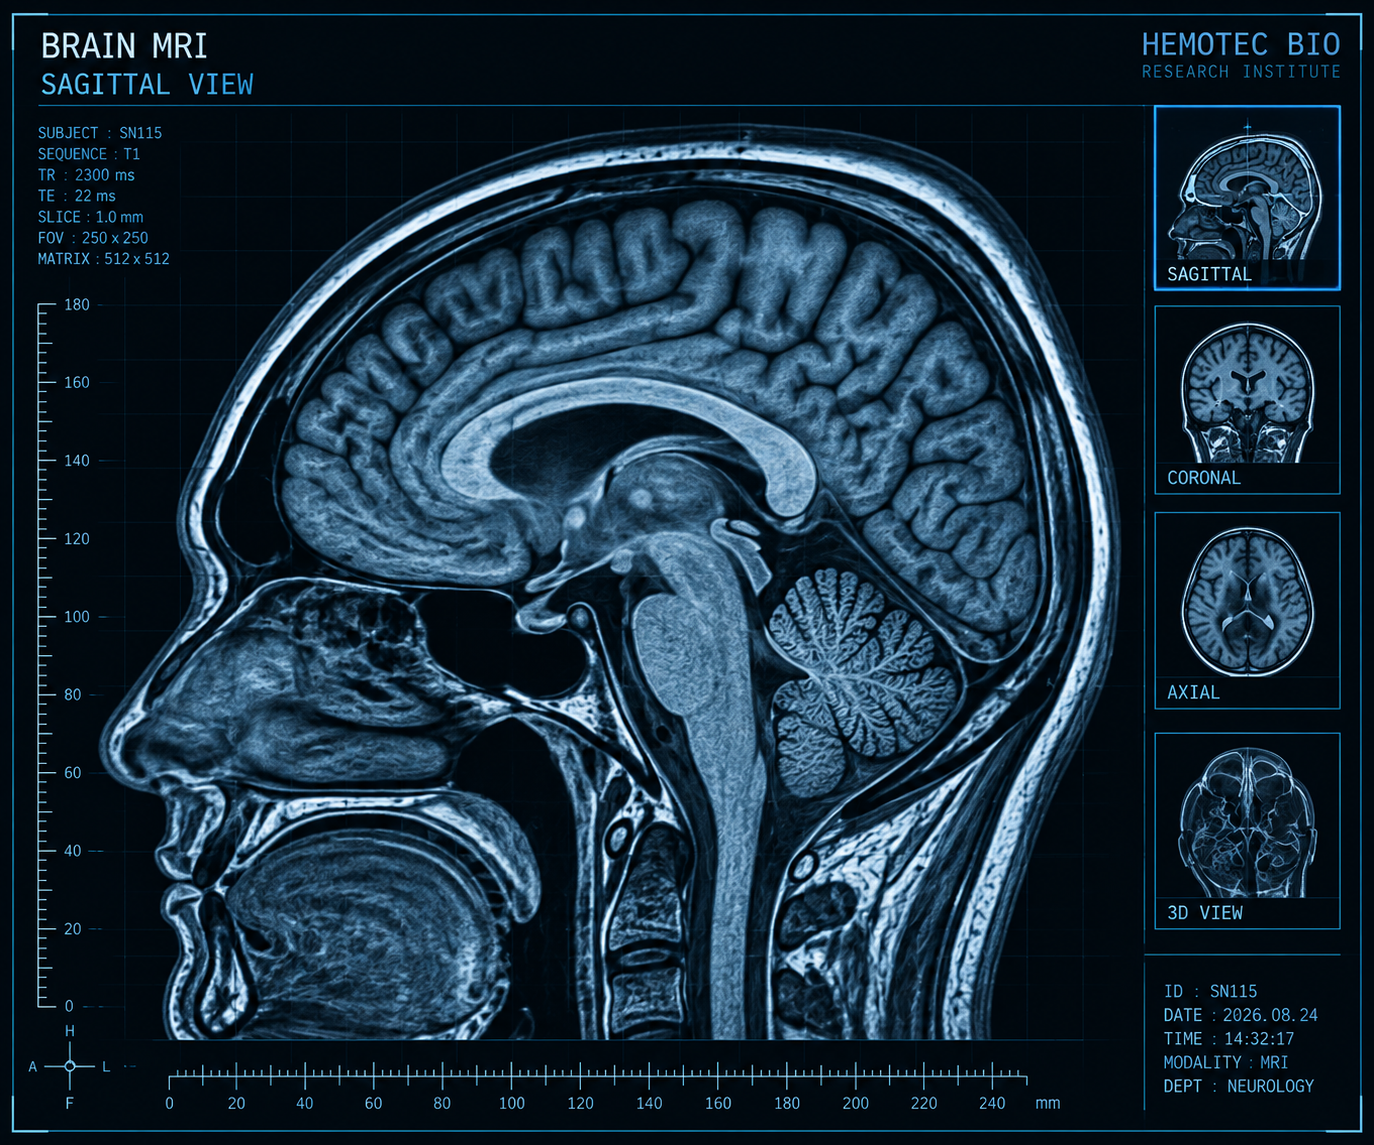 BRAIN MRI
SAGITTAL VIEW
HEMOTEC BIO
RESEARCH INSTITUTE
SUBJECT : SN115
SEQUENCE : T1
TR : 2300 ms
TE : 22 ms
SLICE : 1.0 mm
FOV : 250 x 250
MATRIX : 512 x 512
180
160
140
120
100
80
60
40
20
0
H
A L
F
0 20 40 60 80 100 120 140 160 180 200 220 240 mm
SAGITTAL
CORONAL
AXIAL
3D VIEW
ID : SN115
DATE : 2026.08.24
TIME : 14:32:17
MODALITY : MRI
DEPT : NEUROLOGY